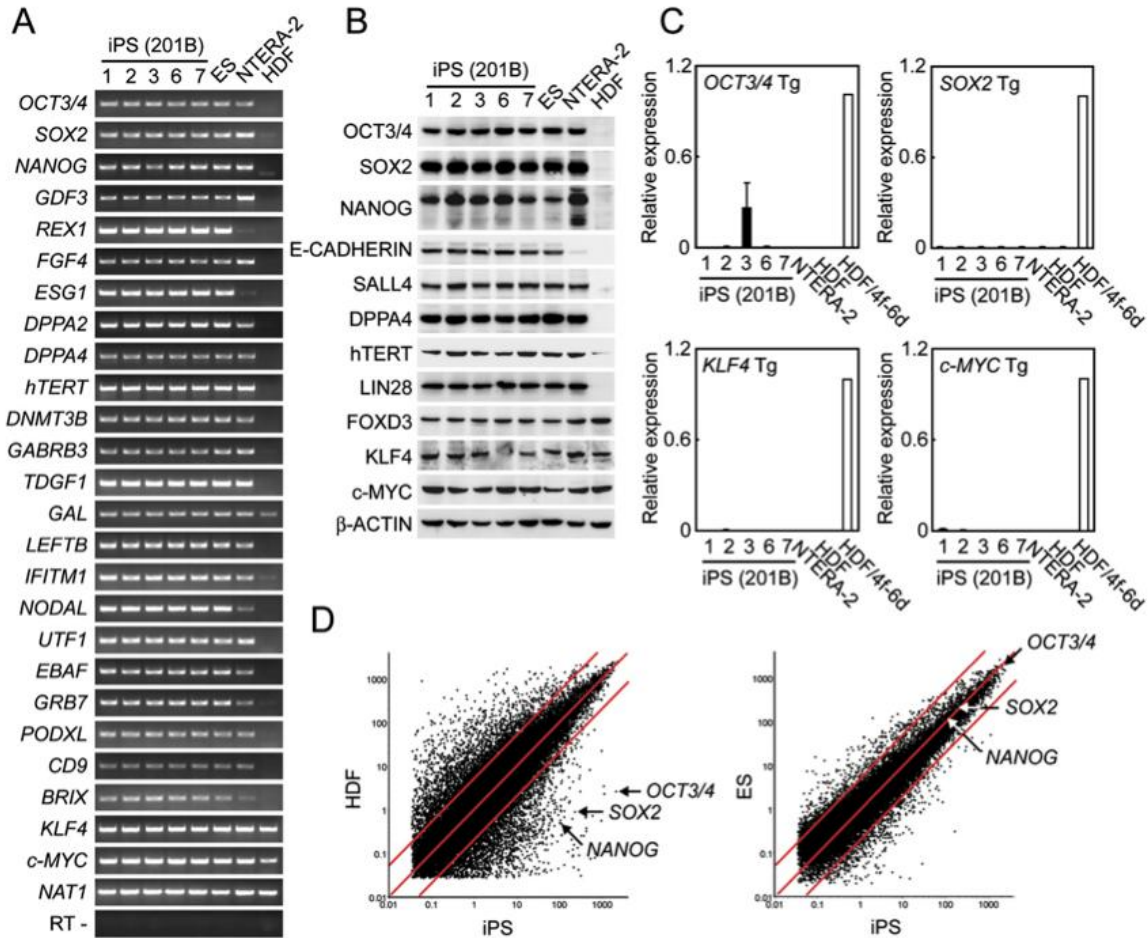 A
iPS (201B)
1 2 3 6 7 ES NTERA-2 HDF
OCT3/4
SOX2
NANOG
GDF3
REX1
FGF4
ESG1
DPPA2
DPPA4
hTERT
DNMT3B
GABRB3
TDGF1
GAL
LEFTB
IFITM1
NODAL
UTF1
EBAF
GRB7
PODXL
CD9
BRIX
KLF4
c-MYC
NAT1
RT -
B
iPS (201B)
1 2 3 6 7 ES NTERA-2 HDF
OCT3/4
SOX2
NANOG
E-CADHERIN
SALL4
DPPA4
hTERT
LIN28
FOXD3
KLF4
c-MYC
β-ACTIN
C
Relative expression
1.2
0.6
0
OCT3/4 Tg
1 2 3 6 7 NTERA-2 HDF HDF/4f-6d
iPS (201B)
Relative expression
1.2
0.6
0
SOX2 Tg
1 2 3 6 7 NTERA-2 HDF HDF/4f-6d
iPS (201B)
Relative expression
1.2
0.6
0
KLF4 Tg
1 2 3 6 7 NTERA-2 HDF HDF/4f-6d
iPS (201B)
Relative expression
1.2
0.6
0
c-MYC Tg
1 2 3 6 7 NTERA-2 HDF HDF/4f-6d
iPS (201B)
D
HDF
1000
100
10
1
0.1
0.01
OCT3/4
SOX2
NANOG
0.01 0.1 1 10 100 1000
iPS
ES
1000
100
10
1
0.1
0.01
OCT3/4
SOX2
NANOG
0.01 0.1 1 10 100 1000
iPS